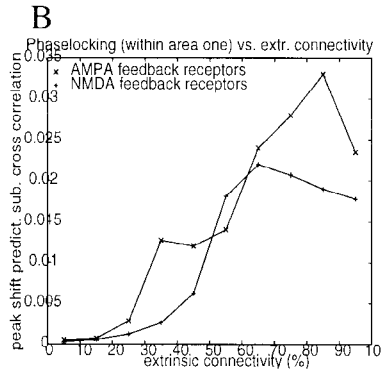 B
Phaselocking (within area one) vs. extr. connectivity
0.035
× AMPA feedback receptors
0.03
+ NMDA feedback receptors
0.025
0.02
0.015
0.01
0.005
0
0 10 20 30 40 50 60 70 80 90 100
peak shift predict. sub. cross correlation
extrinsic connectivity (%)